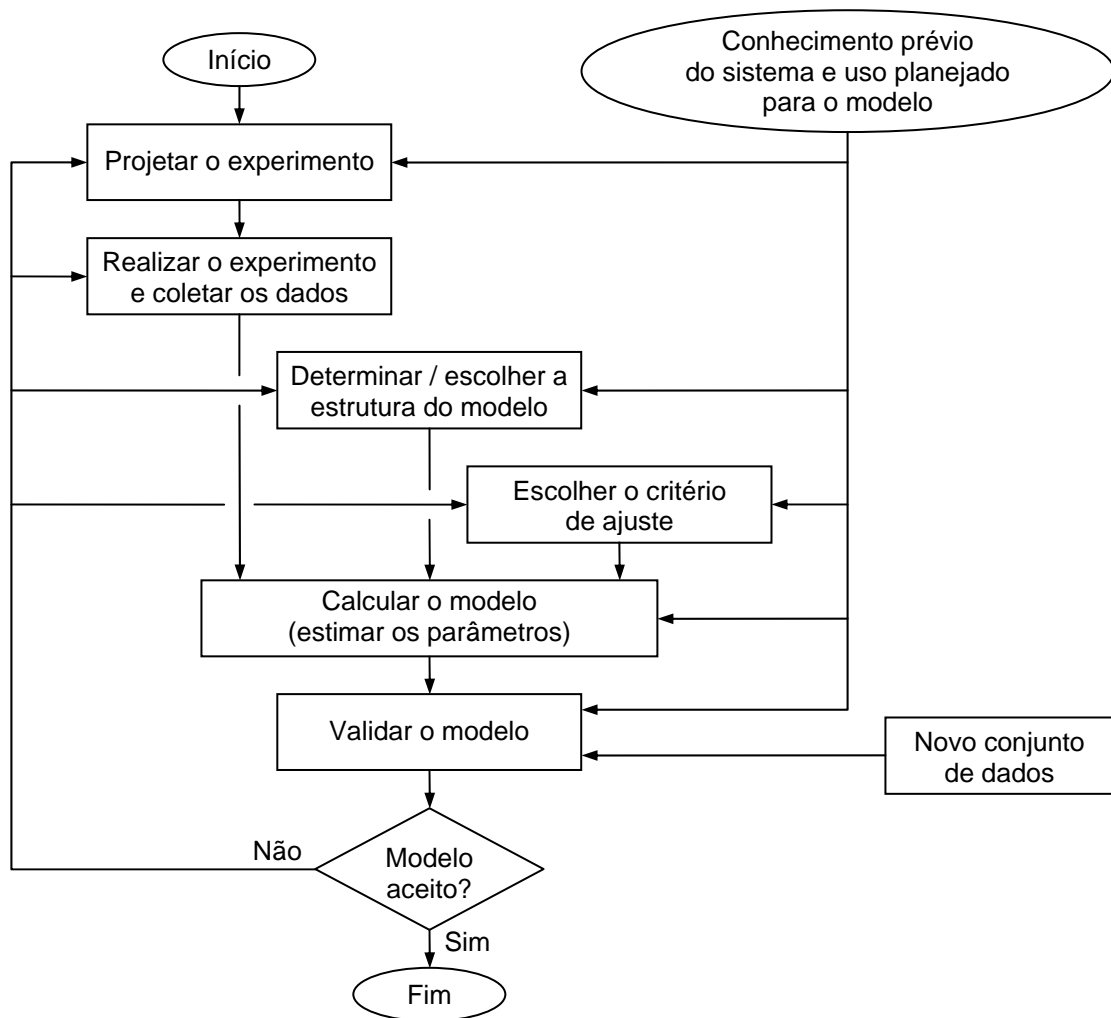 Início
Conhecimento prévio
do sistema e uso planejado
para o modelo
Projetar o experimento
Realizar o experimento
e coletar os dados
Determinar / escolher a
estrutura do modelo
Escolher o critério
de ajuste
Calcular o modelo
(estimar os parâmetros)
Validar o modelo
Novo conjunto
de dados
Não
Modelo
aceito?
Sim
Fim